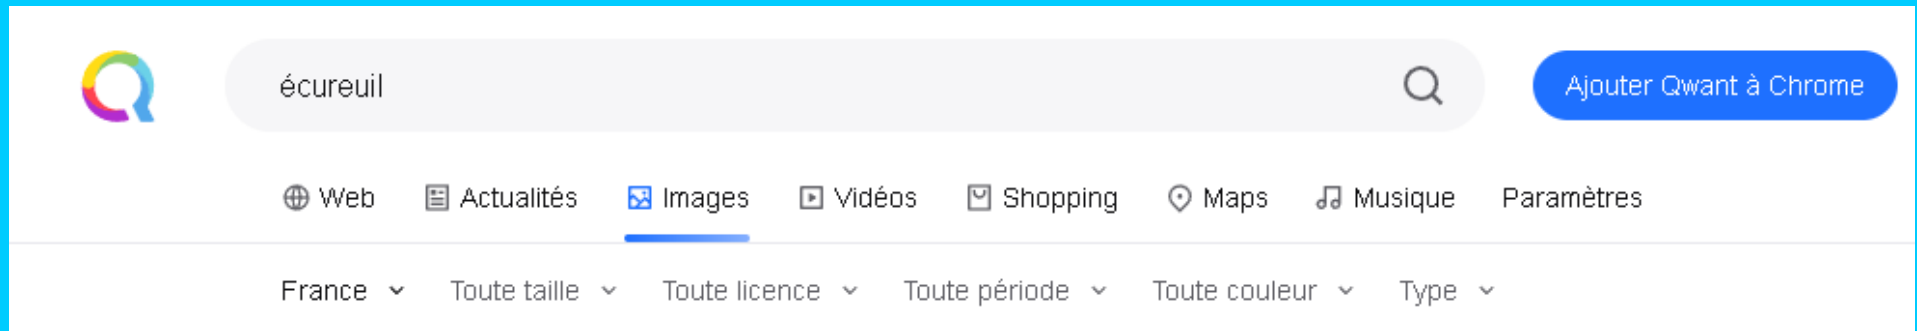 écureuil
Ajouter Qwant à Chrome
Web Actualités Images Vidéos Shopping Maps Musique Paramètres
France Toute taille Toute licence Toute période Toute couleur Type